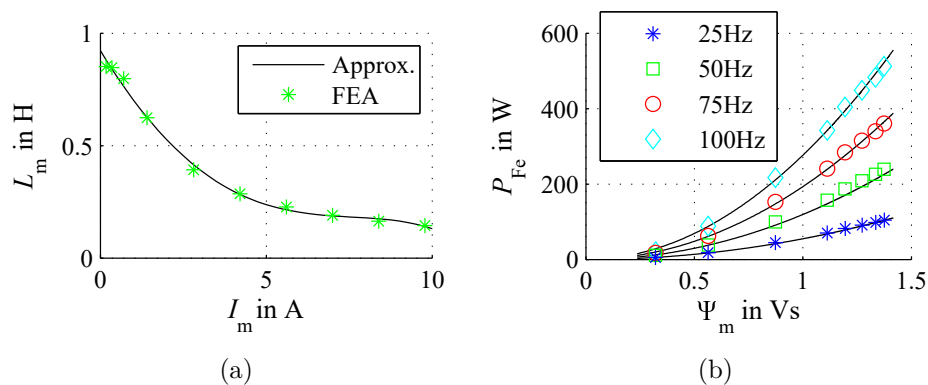 1
0.5
0
0
5
10
L_m in H
I_m in A
Approx.
FEA
(a)
600
400
200
0
0
0.5
1
1.5
P_Fe in W
Ψ_m in Vs
25Hz
50Hz
75Hz
100Hz
(b)